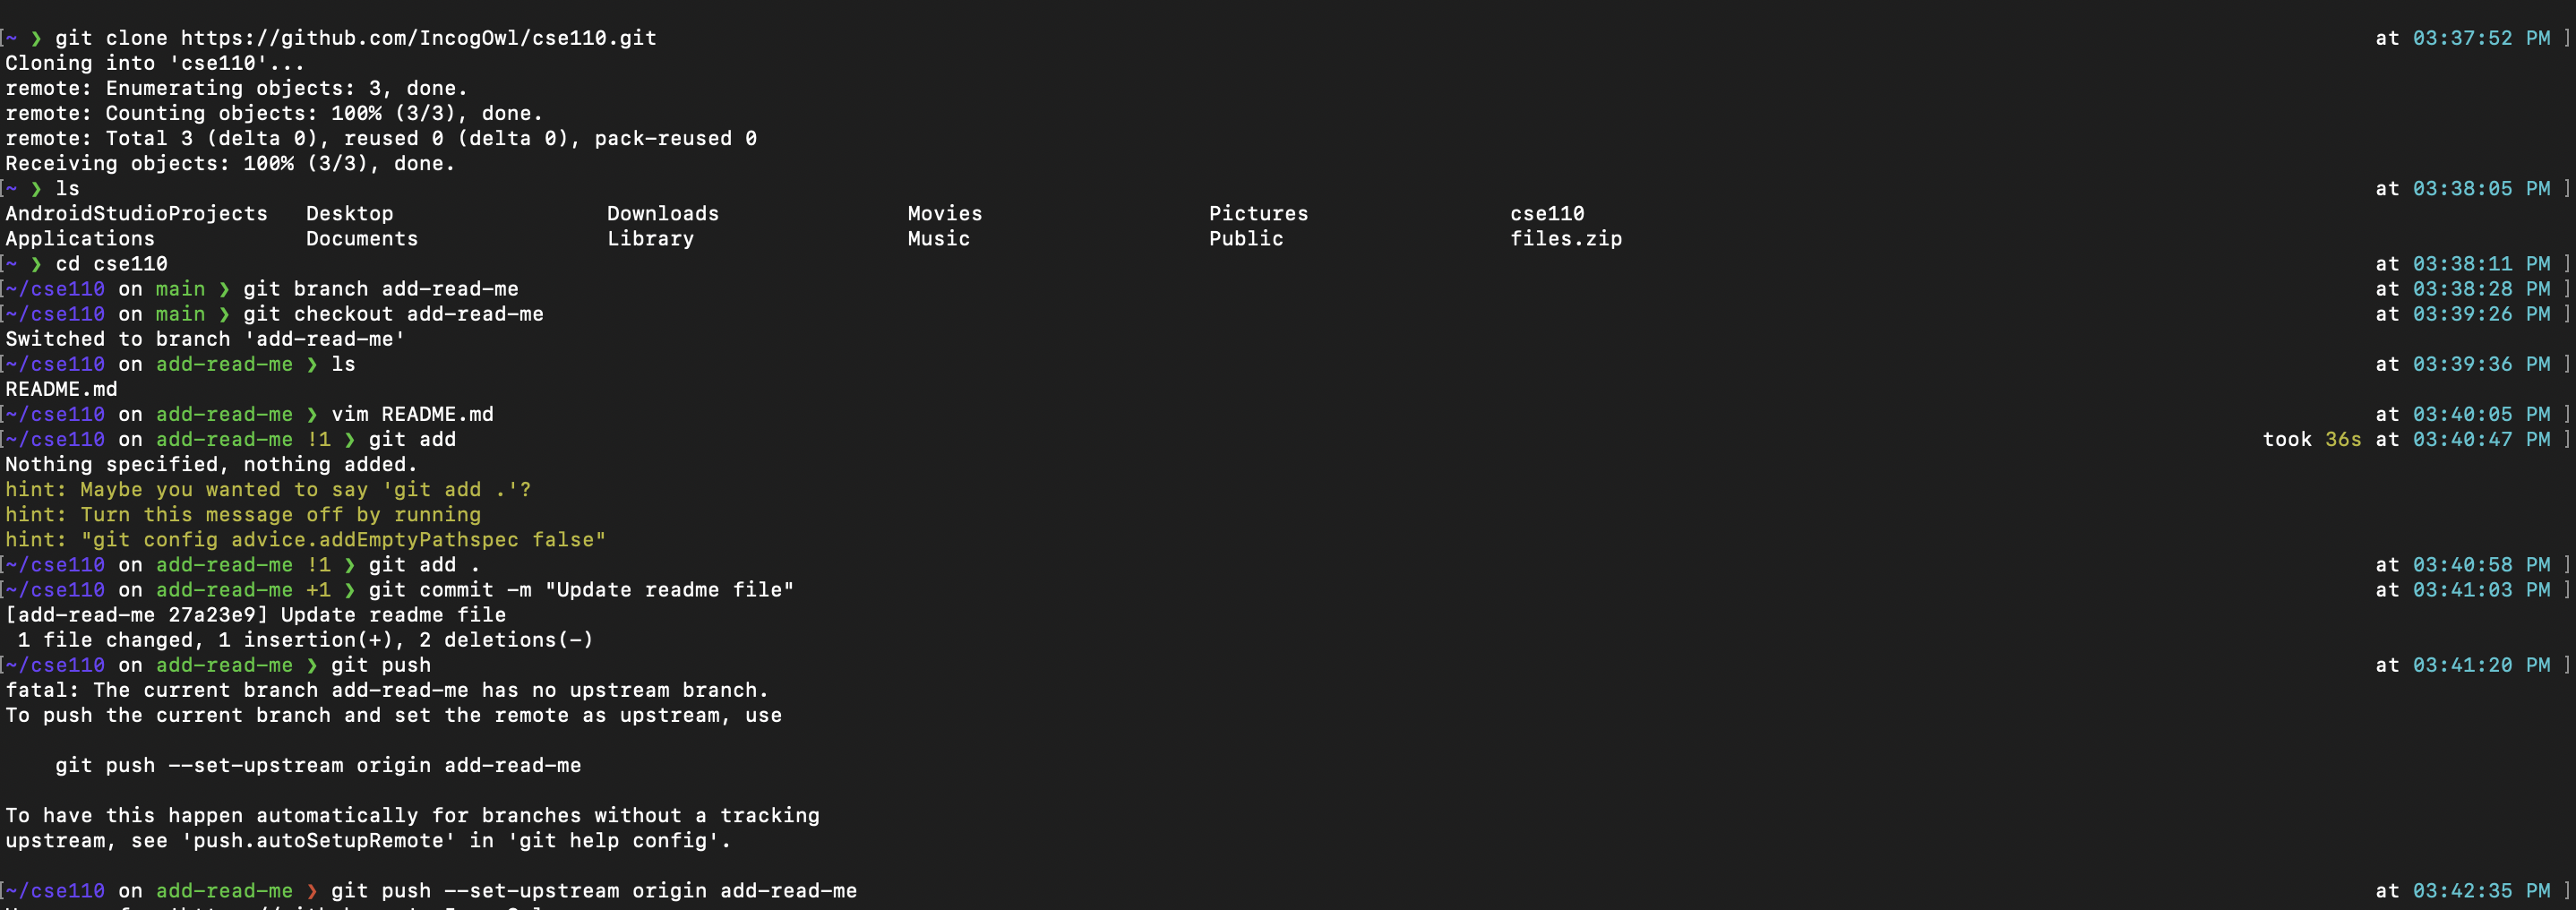 [~ ❯ git clone https://github.com/IncogOwl/cse110.git at 03:37:52 PM ]
Cloning into 'cse110'...
remote: Enumerating objects: 3, done.
remote: Counting objects: 100% (3/3), done.
remote: Total 3 (delta 0), reused 0 (delta 0), pack-reused 0
Receiving objects: 100% (3/3), done.
[~ ❯ ls at 03:38:05 PM ]
AndroidStudioProjects Desktop Downloads Movies Pictures cse110
Applications Documents Library Music Public files.zip
[~ ❯ cd cse110 at 03:38:11 PM ]
[~/cse110 on main ❯ git branch add-read-me at 03:38:28 PM ]
[~/cse110 on main ❯ git checkout add-read-me at 03:39:26 PM ]
Switched to branch 'add-read-me'
[~/cse110 on add-read-me ❯ ls at 03:39:36 PM ]
README.md
[~/cse110 on add-read-me ❯ vim README.md at 03:40:05 PM ]
[~/cse110 on add-read-me !1 ❯ git add took 36s at 03:40:47 PM ]
Nothing specified, nothing added.
hint: Maybe you wanted to say 'git add .'?
hint: Turn this message off by running
hint: "git config advice.addEmptyPathspec false"
[~/cse110 on add-read-me !1 ❯ git add . at 03:40:58 PM ]
[~/cse110 on add-read-me +1 ❯ git commit -m "Update readme file" at 03:41:03 PM ]
[add-read-me 27a23e9] Update readme file
1 file changed, 1 insertion(+), 2 deletions(-)
[~/cse110 on add-read-me ❯ git push at 03:41:20 PM ]
fatal: The current branch add-read-me has no upstream branch.
To push the current branch and set the remote as upstream, use
git push --set-upstream origin add-read-me
To have this happen automatically for branches without a tracking
upstream, see 'push.autoSetupRemote' in 'git help config'.
[~/cse110 on add-read-me ❯ git push --set-upstream origin add-read-me at 03:42:35 PM ]